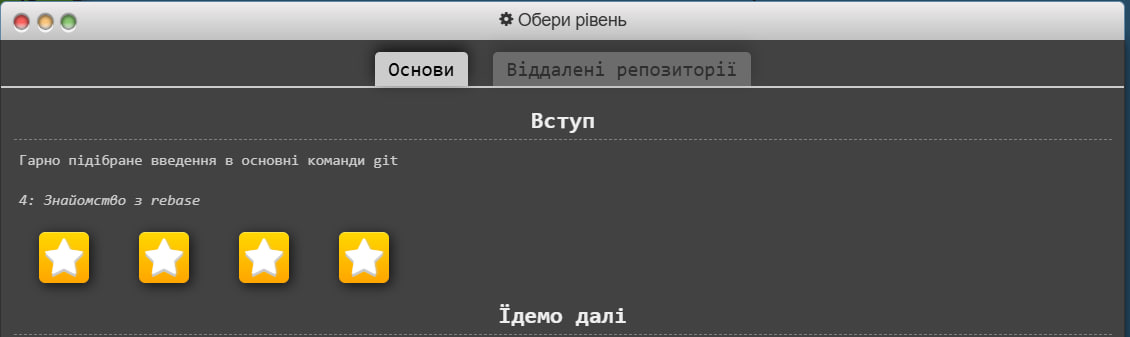 Обери рівень
Основи
Віддалені репозиторії
Вступ
Гарно підібране введення в основні команди git
4: Знайомство з rebase
Їдемо далі